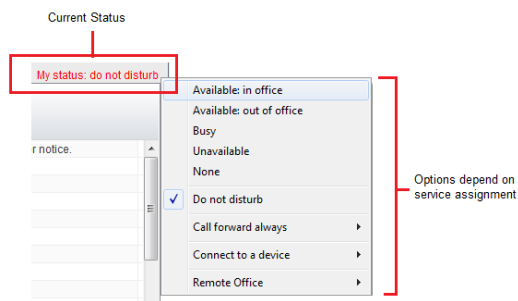 Current Status
My status: do not disturb
Available: in office
Available: out of office
Busy
r notice.
Unavailable
None
Do not disturb
Call forward always
Connect to a device
Remote Office
Options depend on
service assignment